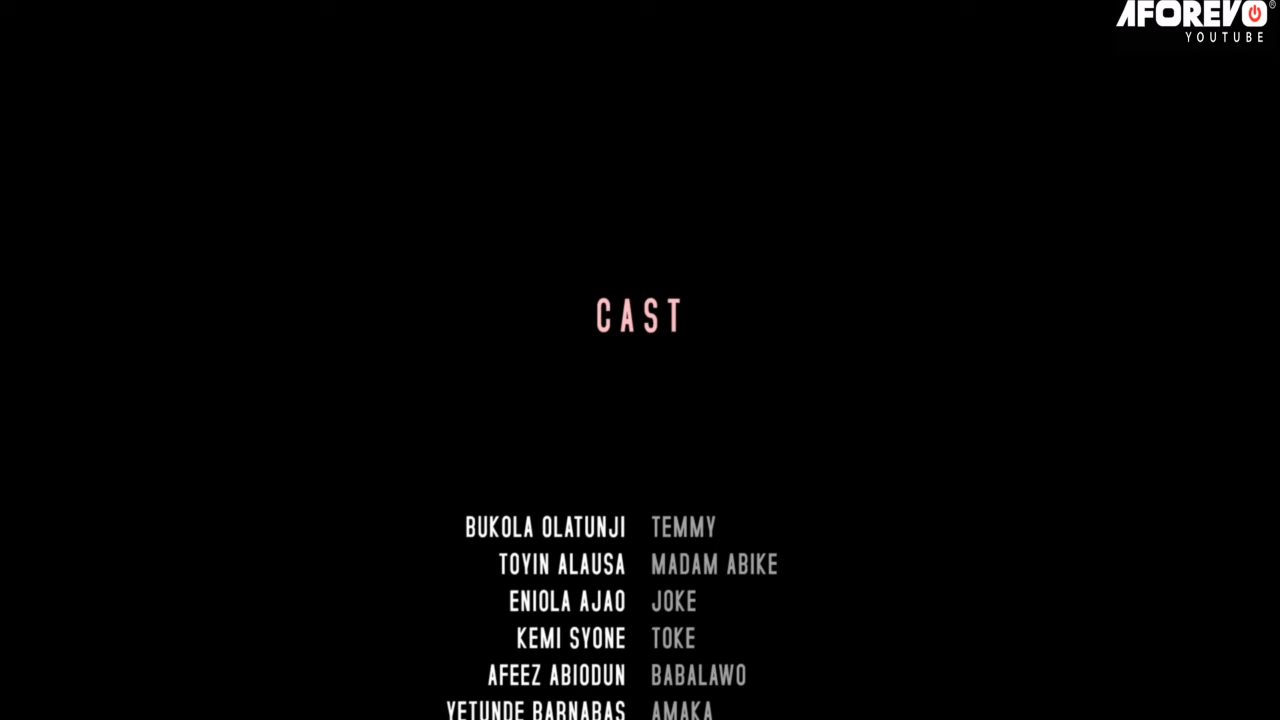 AFOREVO®
YOUTUBE
CAST
BUKOLA OLATUNJI TEMMY
TOYIN ALAUSA MADAM ABIKE
ENIOLA AJAO JOKE
KEMI SYONE TOKE
AFEEZ ABIODUN BABALAWO
YETUNDE BARNABAS AMAKA